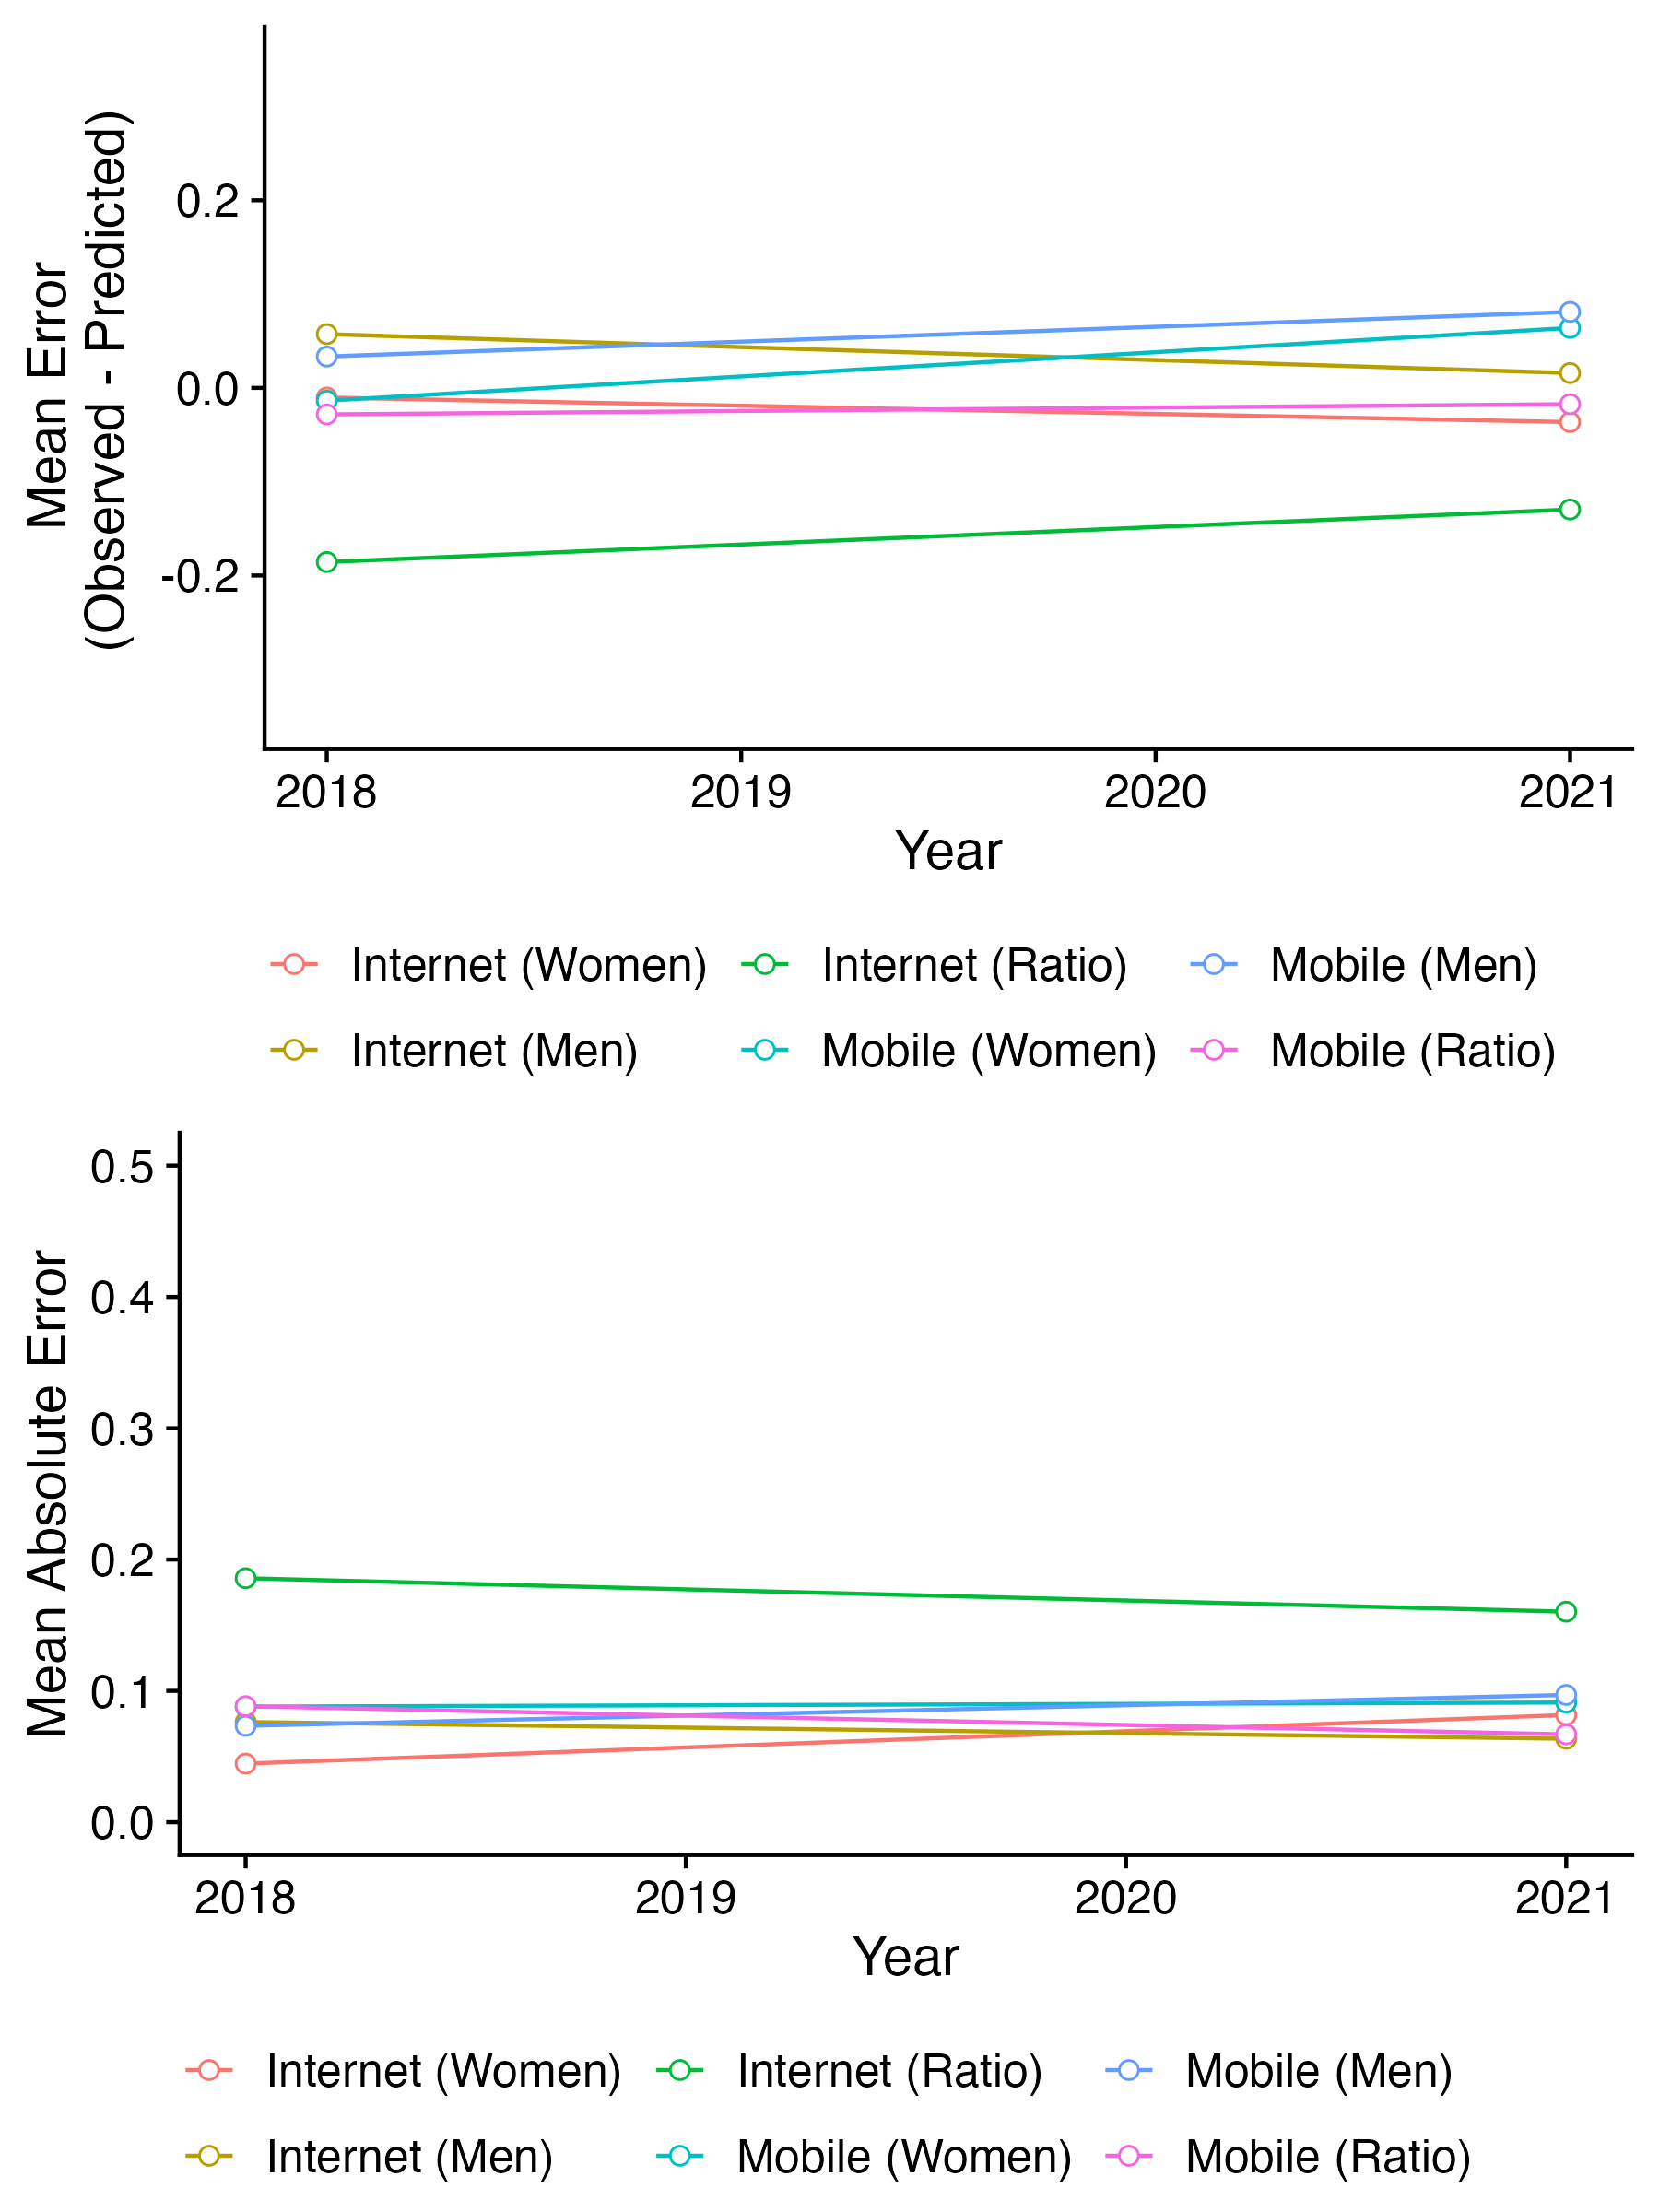 Mean Error
(Observed - Predicted)
0.2
0.0
-0.2
2018 2019 2020 2021
Year
Internet (Women) Internet (Ratio) Mobile (Men)
Internet (Men) Mobile (Women) Mobile (Ratio)
Mean Absolute Error
0.5
0.4
0.3
0.2
0.1
0.0
2018 2019 2020 2021
Year
Internet (Women) Internet (Ratio) Mobile (Men)
Internet (Men) Mobile (Women) Mobile (Ratio)